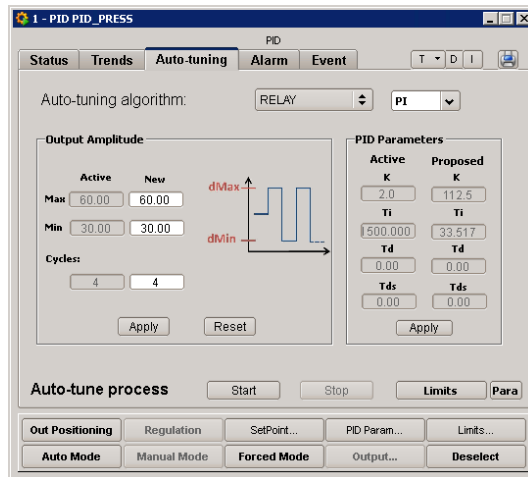 1 - PID PID_PRESS
PID
Status Trends Auto-tuning Alarm Event T D I
Auto-tuning algorithm: RELAY PI
Output Amplitude
Active New
Max 60.00 60.00
Min 30.00 30.00
Cycles:
4 4
dMax
dMin
Apply Reset
PID Parameters
Active Proposed
K K
2.0 112.5
Ti Ti
1500.000 33.517
Td Td
0.00 0.00
Tds Tds
0.00 0.00
Apply
Auto-tune process Start Stop Limits Para
Out Positioning Regulation SetPoint... PID Param... Limits...
Auto Mode Manual Mode Forced Mode Output... Deselect